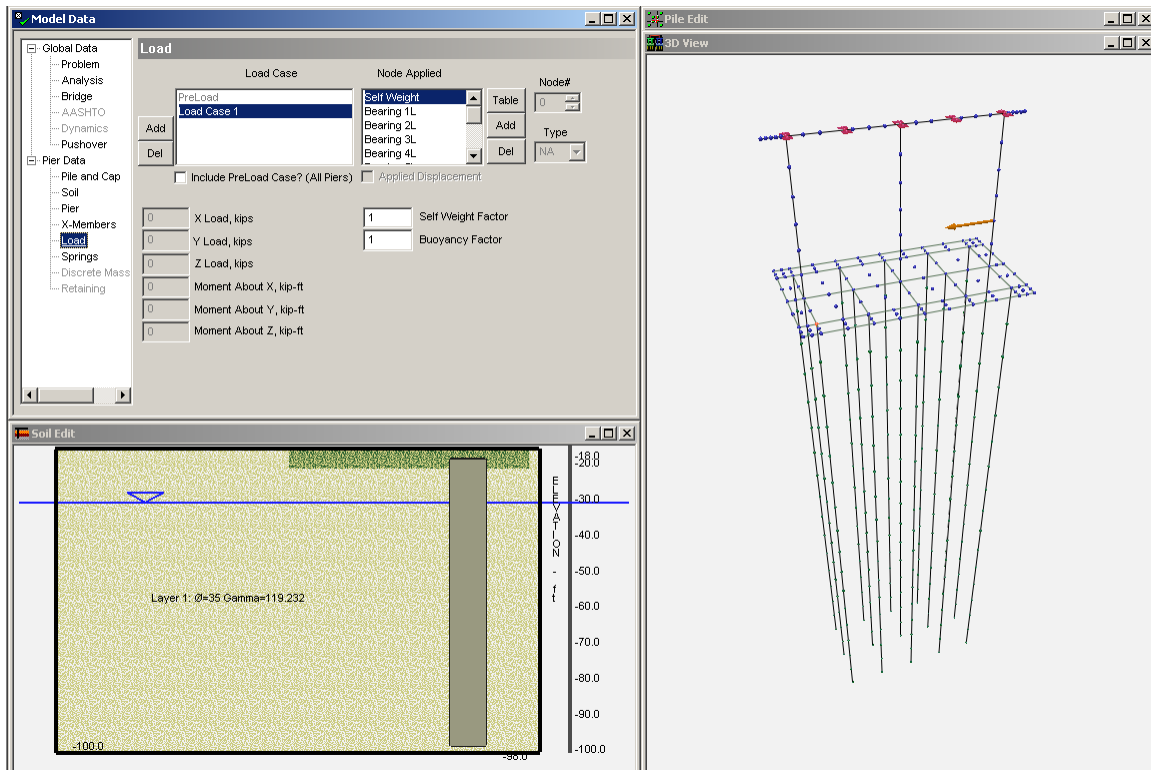 Model Data
Global Data
Problem
Analysis
Bridge
AASHTO
Dynamics
Pushover
Pier Data
Pile and Cap
Soil
Pier
X-Members
Load
Springs
Discrete Mass
Retaining
Load
Load Case
PreLoad
Load Case 1
Add
Del
Include PreLoad Case? (All Piers)
Node Applied
Self Weight
Bearing 1L
Bearing 2L
Bearing 3L
Bearing 4L
Table
Add
Del
Node#
0
Type
NA
Applied Displacement
0 X Load, kips
0 Y Load, kips
0 Z Load, kips
0 Moment About X, kip-ft
0 Moment About Y, kip-ft
0 Moment About Z, kip-ft
1 Self Weight Factor
1 Buoyancy Factor
Soil Edit
Layer 1: Ø=35 Gamma=119.232
-100.0
-98.0
ELEVATION - ft
-18.0
-20.0
-30.0
-40.0
-50.0
-60.0
-70.0
-80.0
-90.0
-100.0
Pile Edit
3D View